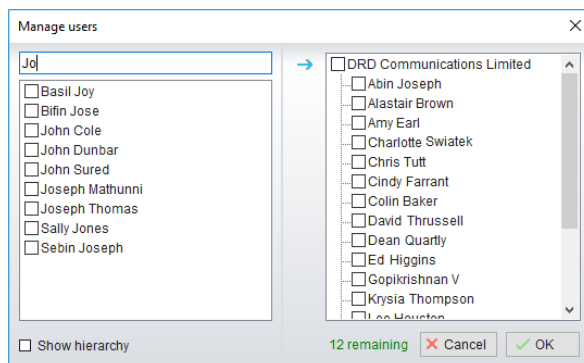 Manage users
Jo
Basil Joy
Bifin Jose
John Cole
John Dunbar
John Sured
Joseph Mathunni
Joseph Thomas
Sally Jones
Sebin Joseph
Show hierarchy
DRD Communications Limited
Abin Joseph
Alastair Brown
Amy Earl
Charlotte Swiatek
Chris Tutt
Cindy Farrant
Colin Baker
David Thrussell
Dean Quartly
Ed Higgins
Gopikrishnan V
Krysia Thompson
12 remaining
Cancel
OK